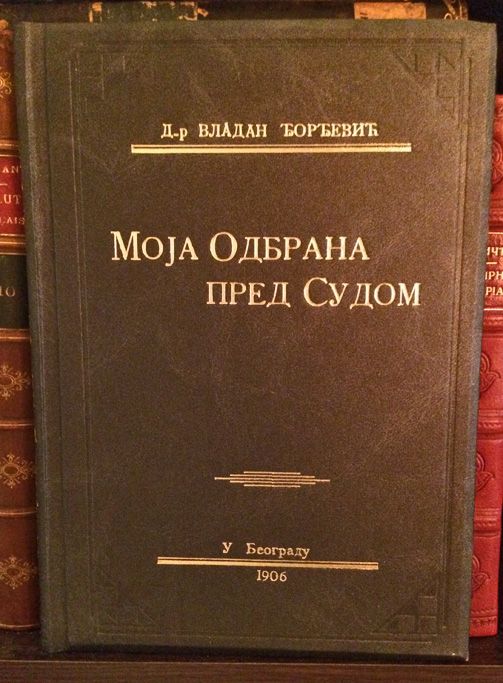 Д-р ВЛАДАН ЂОРЂЕВИЋ
МОЈА ОДБРАНА
ПРЕД СУДОМ
У Београду
1906